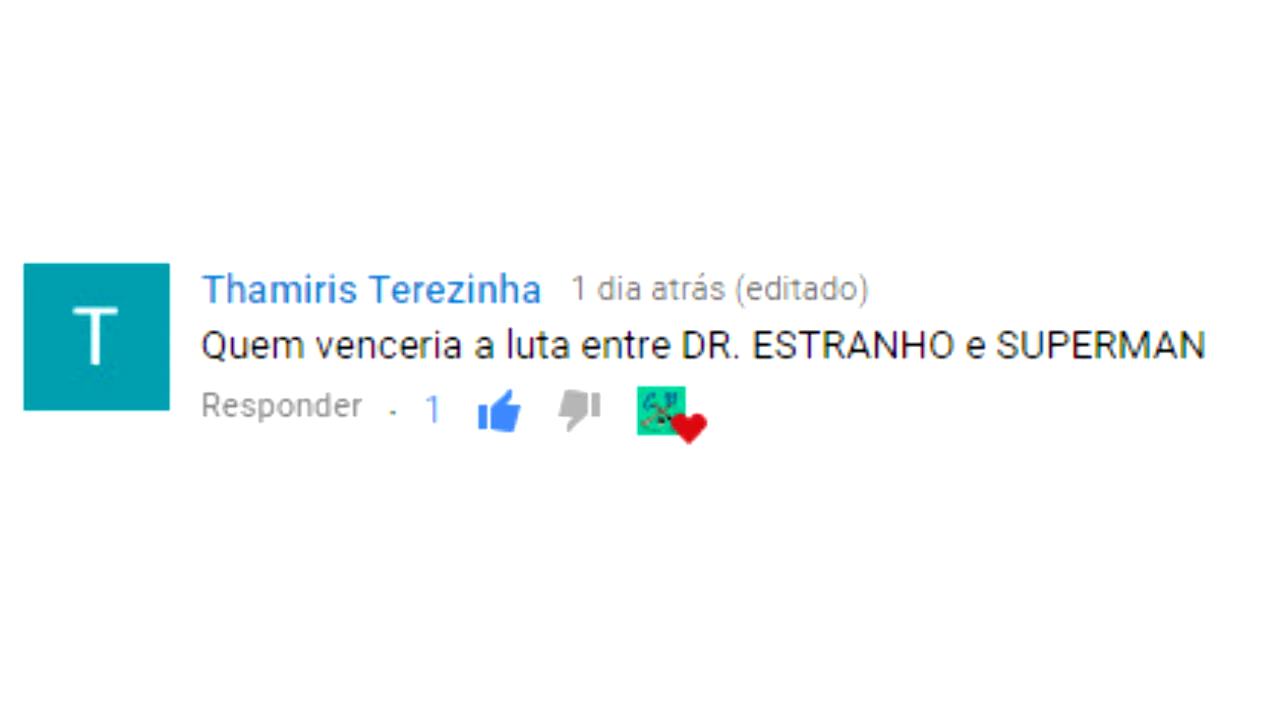 T
Thamiris Terezinha 1 dia atrás (editado)
Quem venceria a luta entre DR. ESTRANHO e SUPERMAN
Responder · 1